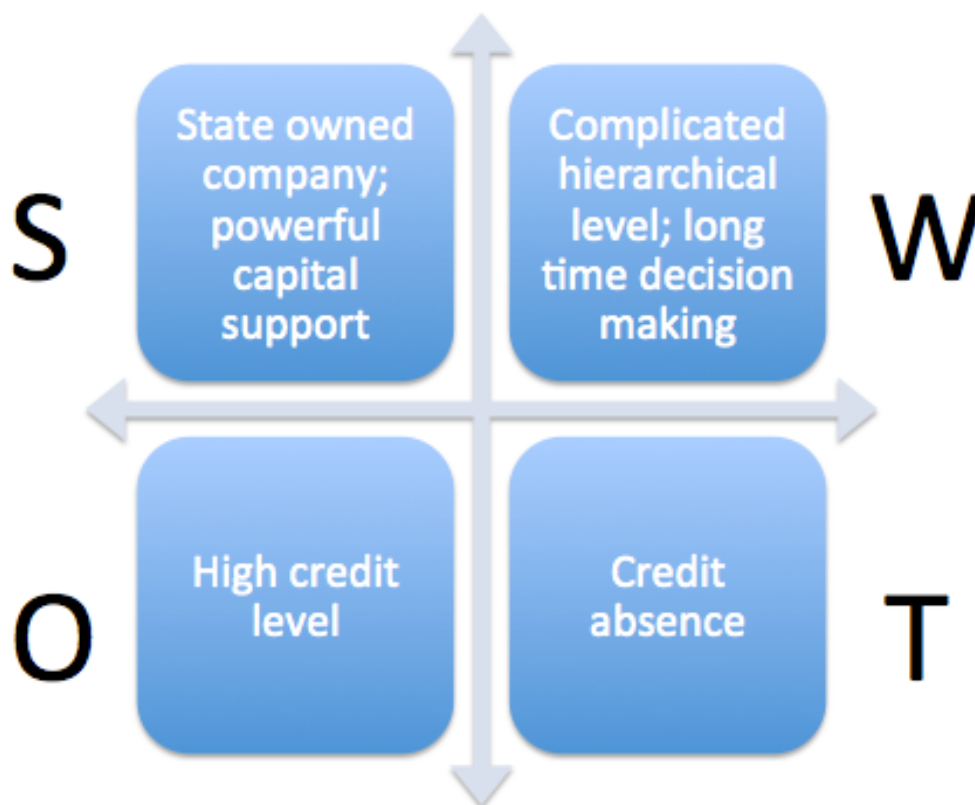 S
State owned
company;
powerful
capital
support
Complicated
hierarchical
level; long
time decision
making
W
O
High credit
level
Credit
absence
T